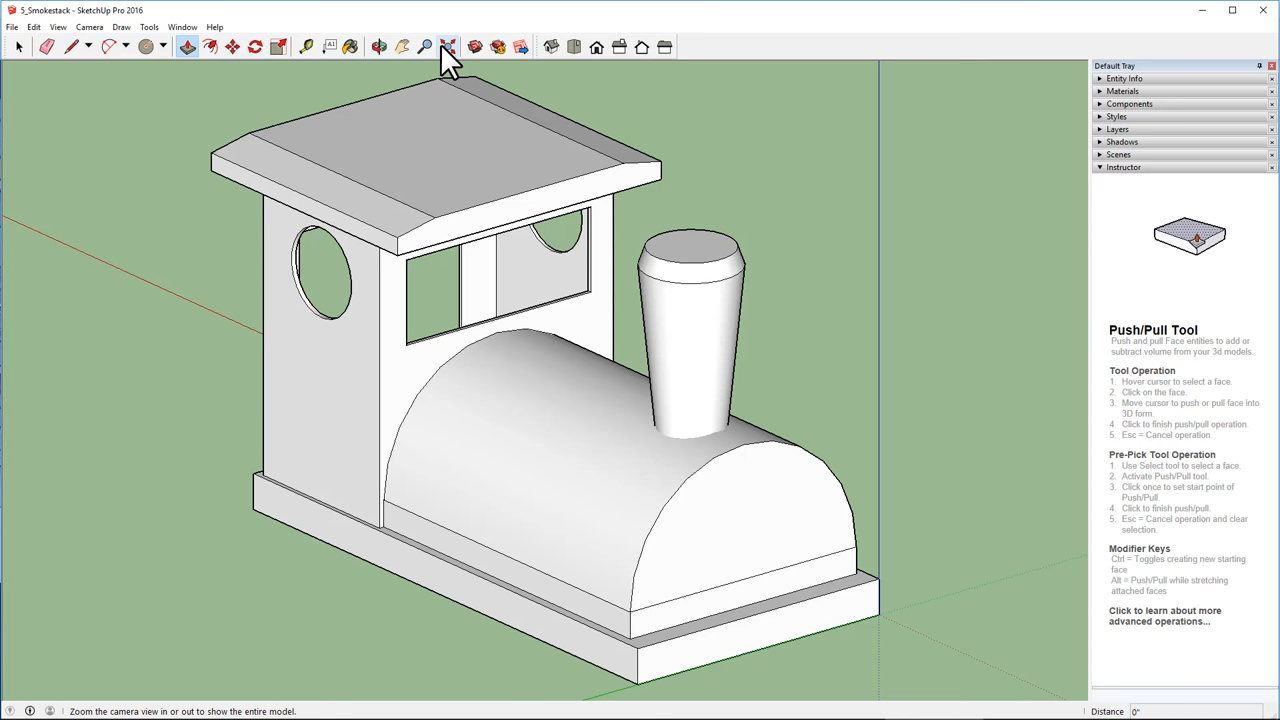 5_Smokestack - SketchUp Pro 2016
File Edit View Camera Draw Tools Window Help
A1
Default Tray
Entity Info
Materials
Components
Styles
Layers
Shadows
Scenes
Instructor
Push/Pull Tool
Push and pull Face entities to add or
subtract volume from your 3d models.
Tool Operation
1. Hover cursor to select a face.
2. Click on the face.
3. Move cursor to push or pull face into
3D form.
4. Click to finish push/pull operation.
5. Esc = Cancel operation.
Pre-Pick Tool Operation
1. Use Select tool to select a face.
2. Activate Push/Pull tool.
3. Click once to set start point of
Push/Pull.
4. Click to finish push/pull.
5. Esc = Cancel operation and clear
selection.
Modifier Keys
Ctrl = Toggles creating new starting
face
Alt = Push/Pull while stretching
attached faces
Click to learn about more
advanced operations...
Zoom the camera view in or out to show the entire model.
Distance 0"